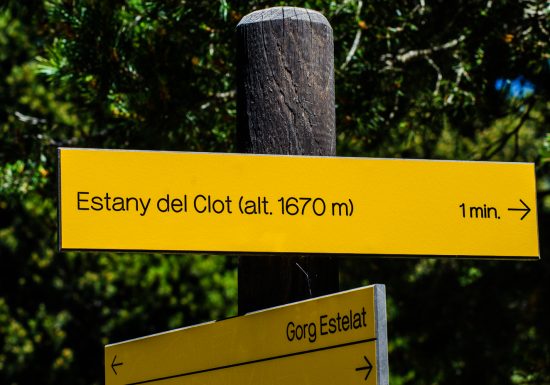 Estany del Clot (alt. 1670 m) 1 min. →
Gorg Estelat
←
→